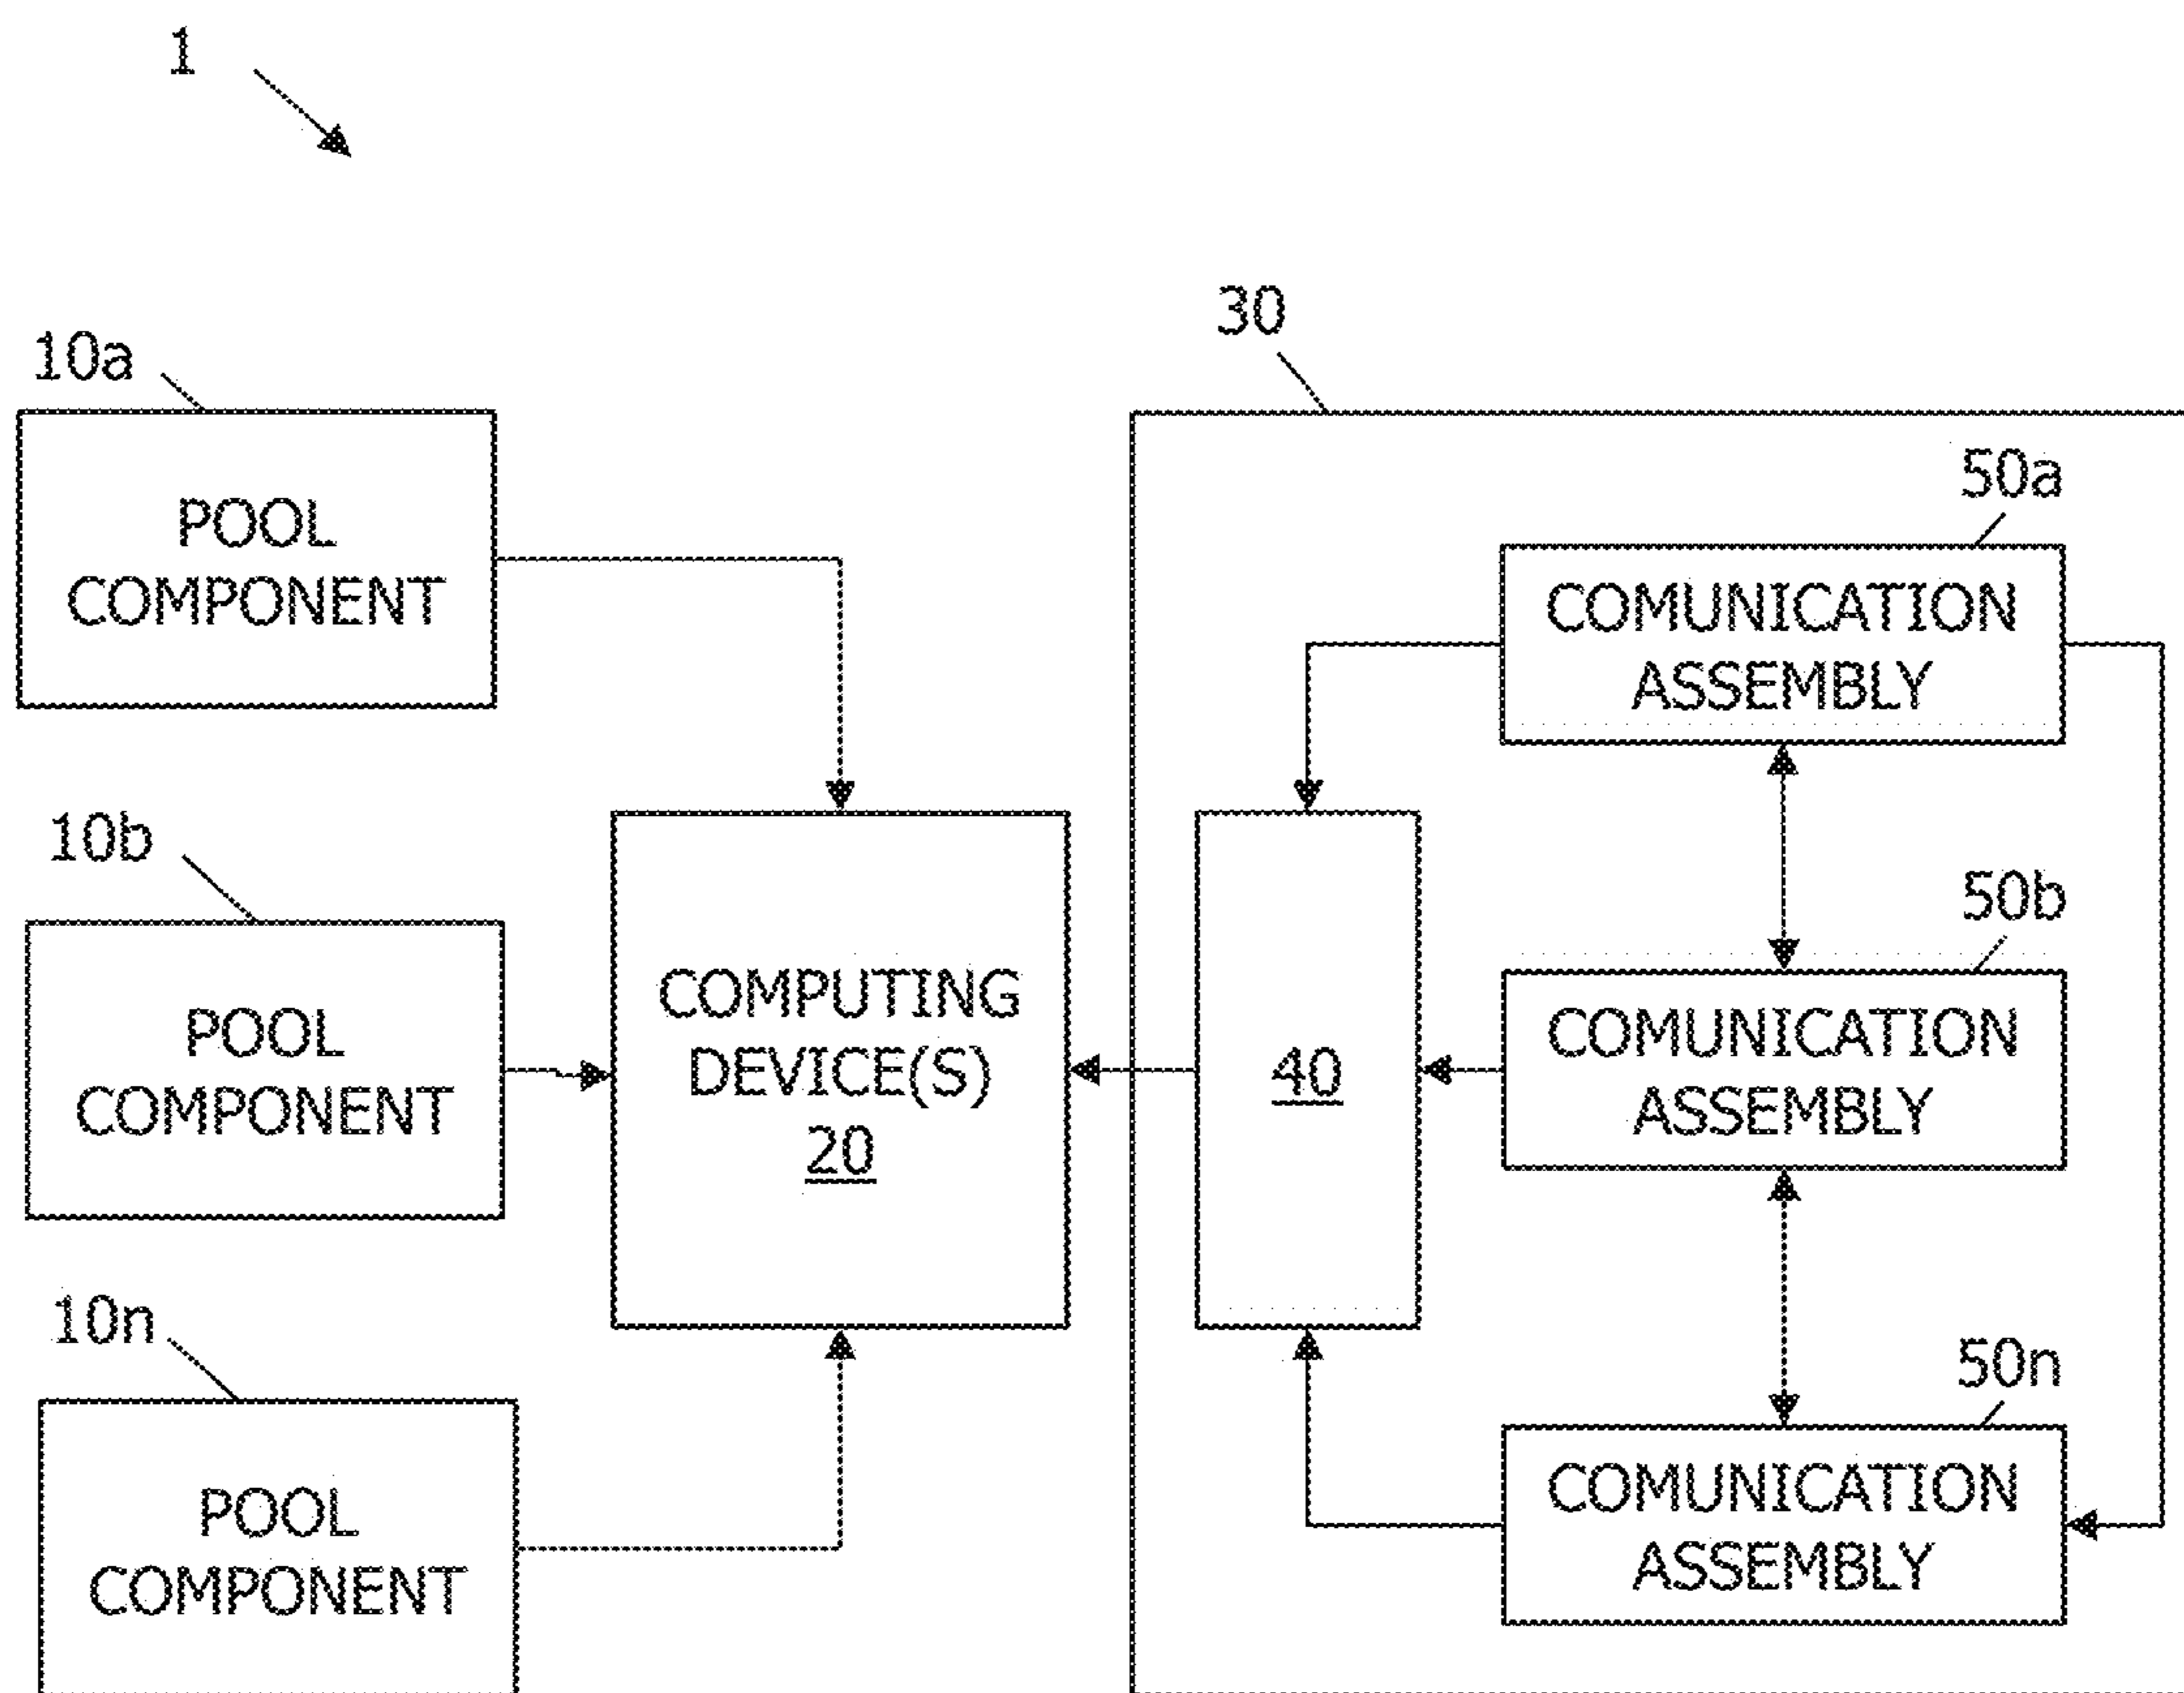 1
30
10a
50a
POOL
COMPONENT
COMUNICATION
ASSEMBLY
10b
50b
POOL
COMPONENT
COMPUTING
DEVICE(S)
20
40
COMUNICATION
ASSEMBLY
10n
50n
POOL
COMPONENT
COMUNICATION
ASSEMBLY